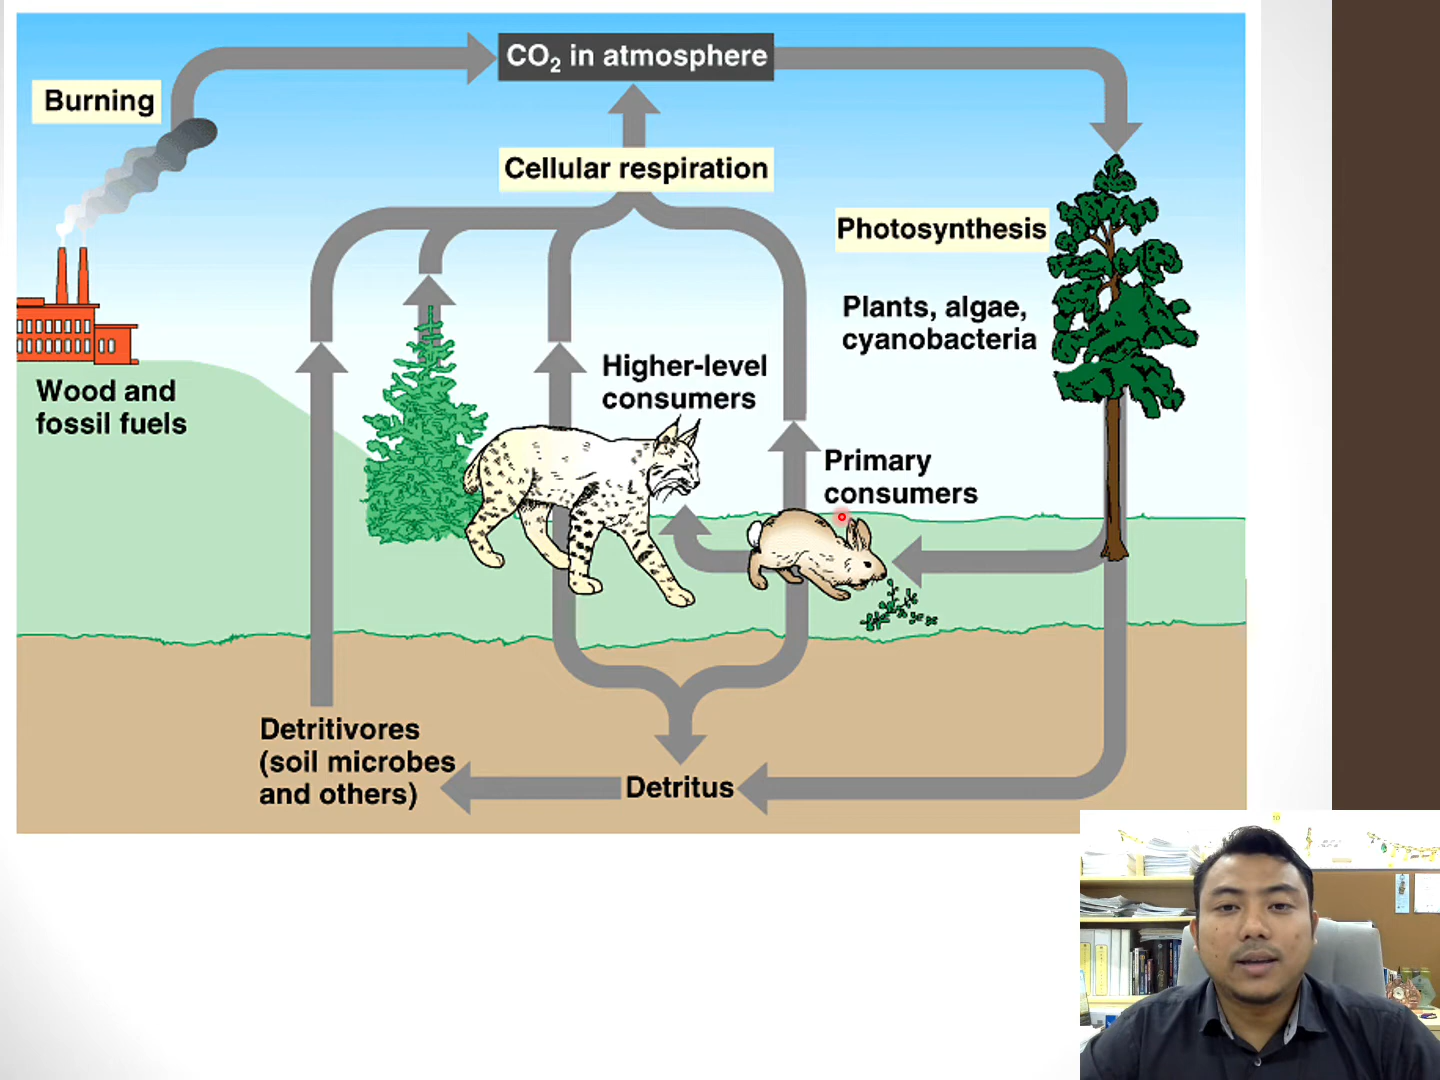 CO₂ in atmosphere
Burning
Cellular respiration
Photosynthesis
Plants, algae,
cyanobacteria
Higher-level
consumers
Wood and
fossil fuels
Primary
consumers
Detritivores
(soil microbes
and others)
Detritus